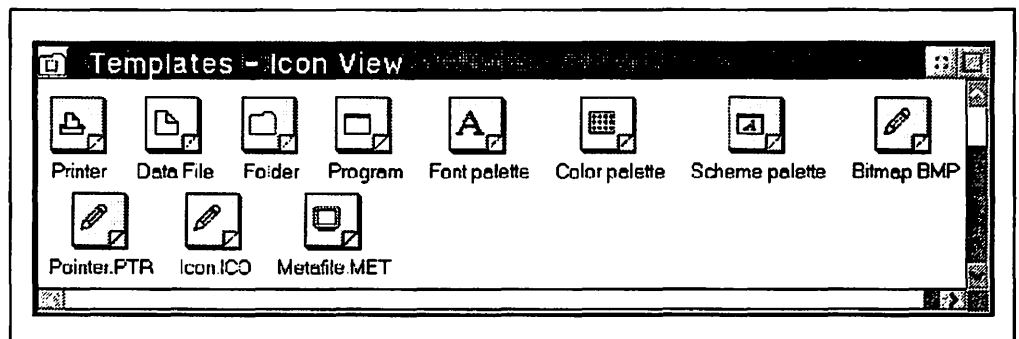 Templates - Icon View
Printer Data File Folder Program Font palette Color palette Scheme palette Bitmap BMP
Pointer.PTR Icon.ICO Metafile.MET